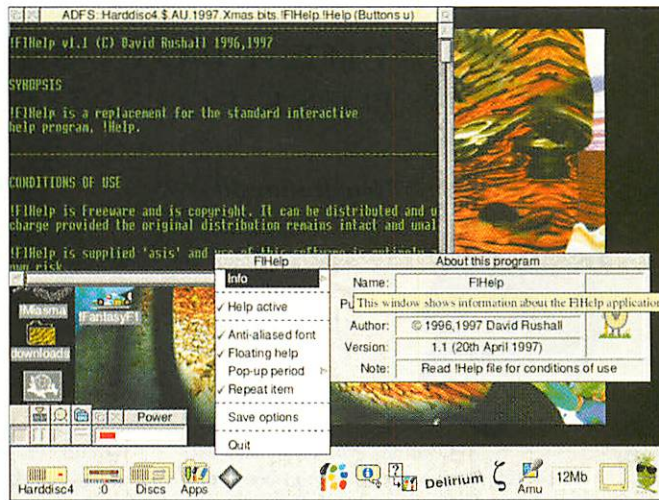 ADFS::Harddisc4.$.AU.1997.Xmas bits.!FlHelp.!Help (Buttons u)
!FlHelp v1.1 (C) David Rushall 1996,1997
SYNOPSIS
!FlHelp is a replacement for the standard interactive
help program, !Help.
CONDITIONS OF USE
!FlHelp is freeware and is copyright. It can be distributed and u
charge provided the original distribution remains intact and unal
!FlHelp is supplied 'asis' and use of this software is entirely a
own risk
FlHelp
Info
Help active
Anti-aliased font
Floating help
Pop-up period
Repeat item
Save options
Quit
About this program
Name: FlHelp
Pu This window shows information about the FlHelp application
Author: © 1996,1997 David Rushall
Version: 1.1 (20th April 1997)
Note: Read !Help file for conditions of use
!Miasma
!FantasyF1
downloads
Power
Harddisc4
:0
Discs
Apps
Delirium
Amu
12Mb